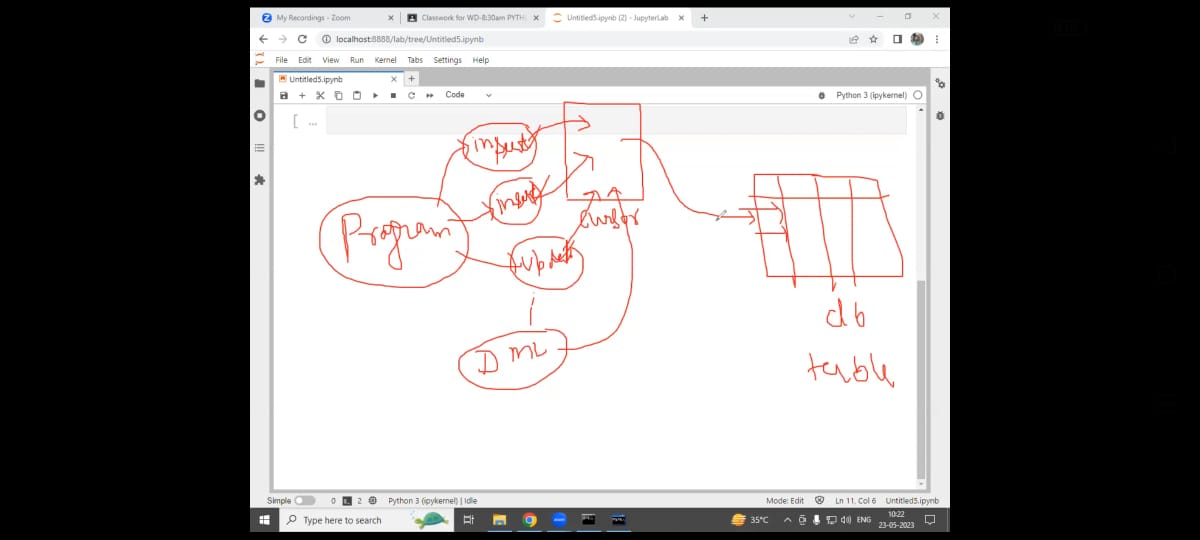 My Recordings - Zoom
Classwork for WD-8:30am PYTH
Untitled5.ipynb (2) - JupyterLab
localhost:8888/lab/tree/Untitled5.ipynb
File Edit View Run Kernel Tabs Settings Help
Untitled5.ipynb
Code
Python 3 (ipykernel)
[ ...
insert
insert
cursor
Program
update
db
DML
table
Simple 0 2 Python 3 (ipykernel) | Idle
Mode: Edit Ln 11, Col 6 Untitled5.ipynb
Type here to search
35°C ENG
10:22
23-05-2023